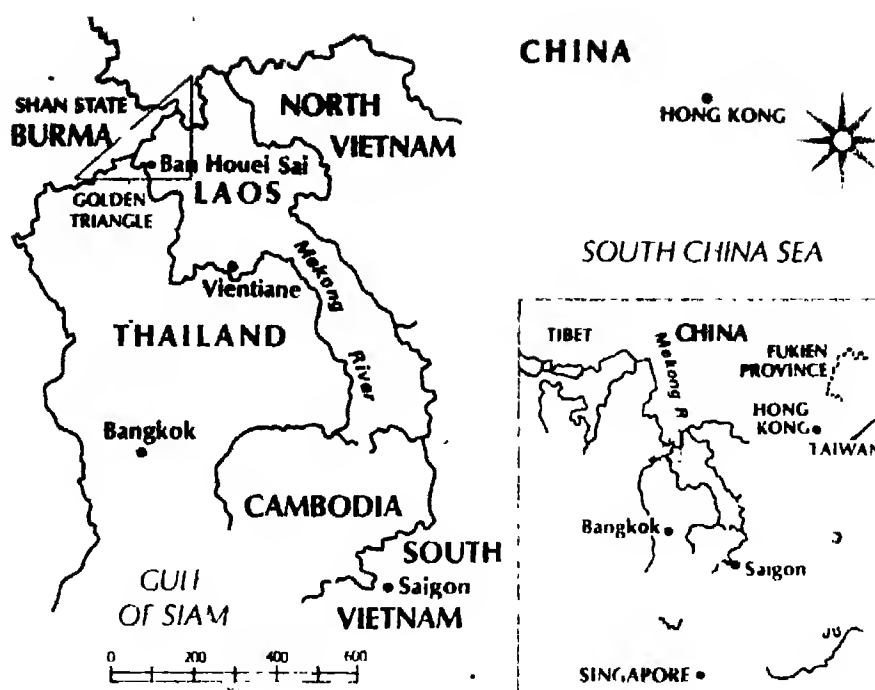 CHINA
SHAN STATE
BURMA
NORTH
VIETNAM
HONG KONG
Ban Houei Sai
LAOS
GOLDEN
TRIANGLE
Mekong
River
Vientiane
SOUTH CHINA SEA
THAILAND
Bangkok
CAMBODIA
SOUTH
VIETNAM
Saigon
GULF
OF SIAM
0 200 400 600
TIBET
CHINA
Mekong R
FUKIEN
PROVINCE
HONG
KONG
TAIWAN
Bangkok
Saigon
SINGAPORE